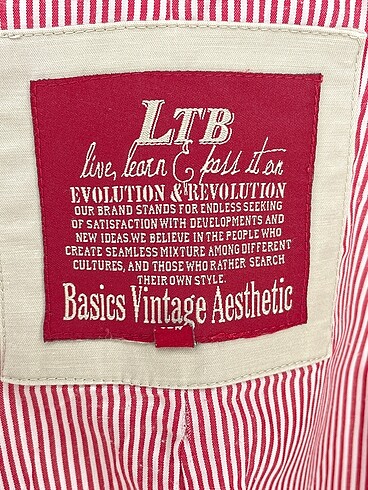 LTB
live, learn & pass it on
EVOLUTION & REVOLUTION
OUR BRAND STANDS FOR ENDLESS SEEKING
OF SATISFACTION WITH DEVELOPMENTS AND
NEW IDEAS.WE BELIEVE IN THE PEOPLE WHO
CREATE SEAMLESS MIXTURE AMONG DIFFERENT
CULTURES, AND THOSE WHO RATHER SEARCH
THEIR OWN STYLE.
Basics Vintage Aesthetic